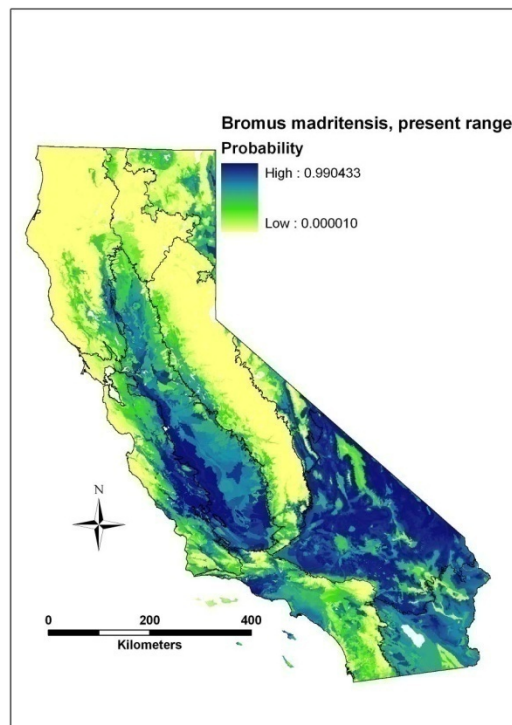 Bromus madritensis, present range
Probability
High : 0.990433
Low : 0.000010
N
0 200 400
Kilometers